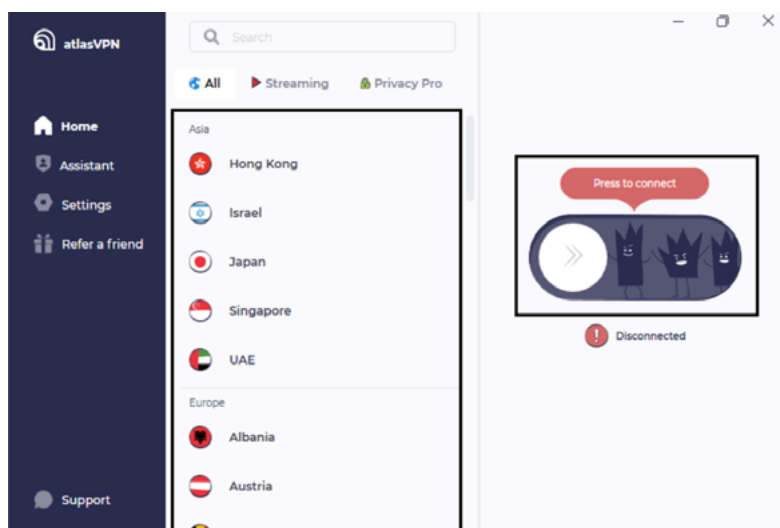 atlasVPN
Home
Assistant
Settings
Refer a friend
Support
Search
All Streaming Privacy Pro
Asia
Hong Kong
Israel
Japan
Singapore
UAE
Europe
Albania
Austria
Press to connect
Disconnected